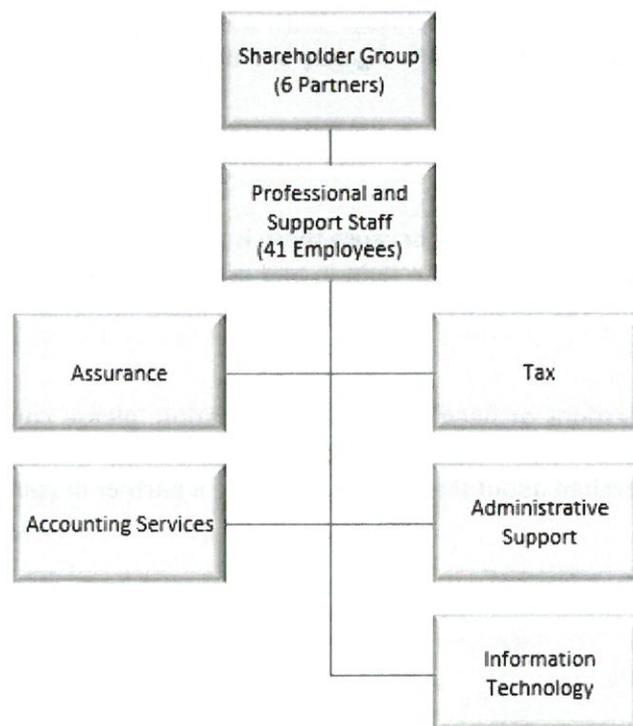 Shareholder Group
(6 Partners)
Professional and
Support Staff
(41 Employees)
Assurance
Tax
Accounting Services
Administrative
Support
Information
Technology